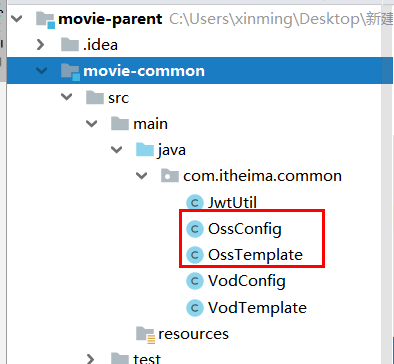 movie-parent C:\Users\xinming\Desktop\新建
.idea
movie-common
src
main
java
com.itheima.common
JwtUtil
OssConfig
OssTemplate
VodConfig
VodTemplate
resources
test